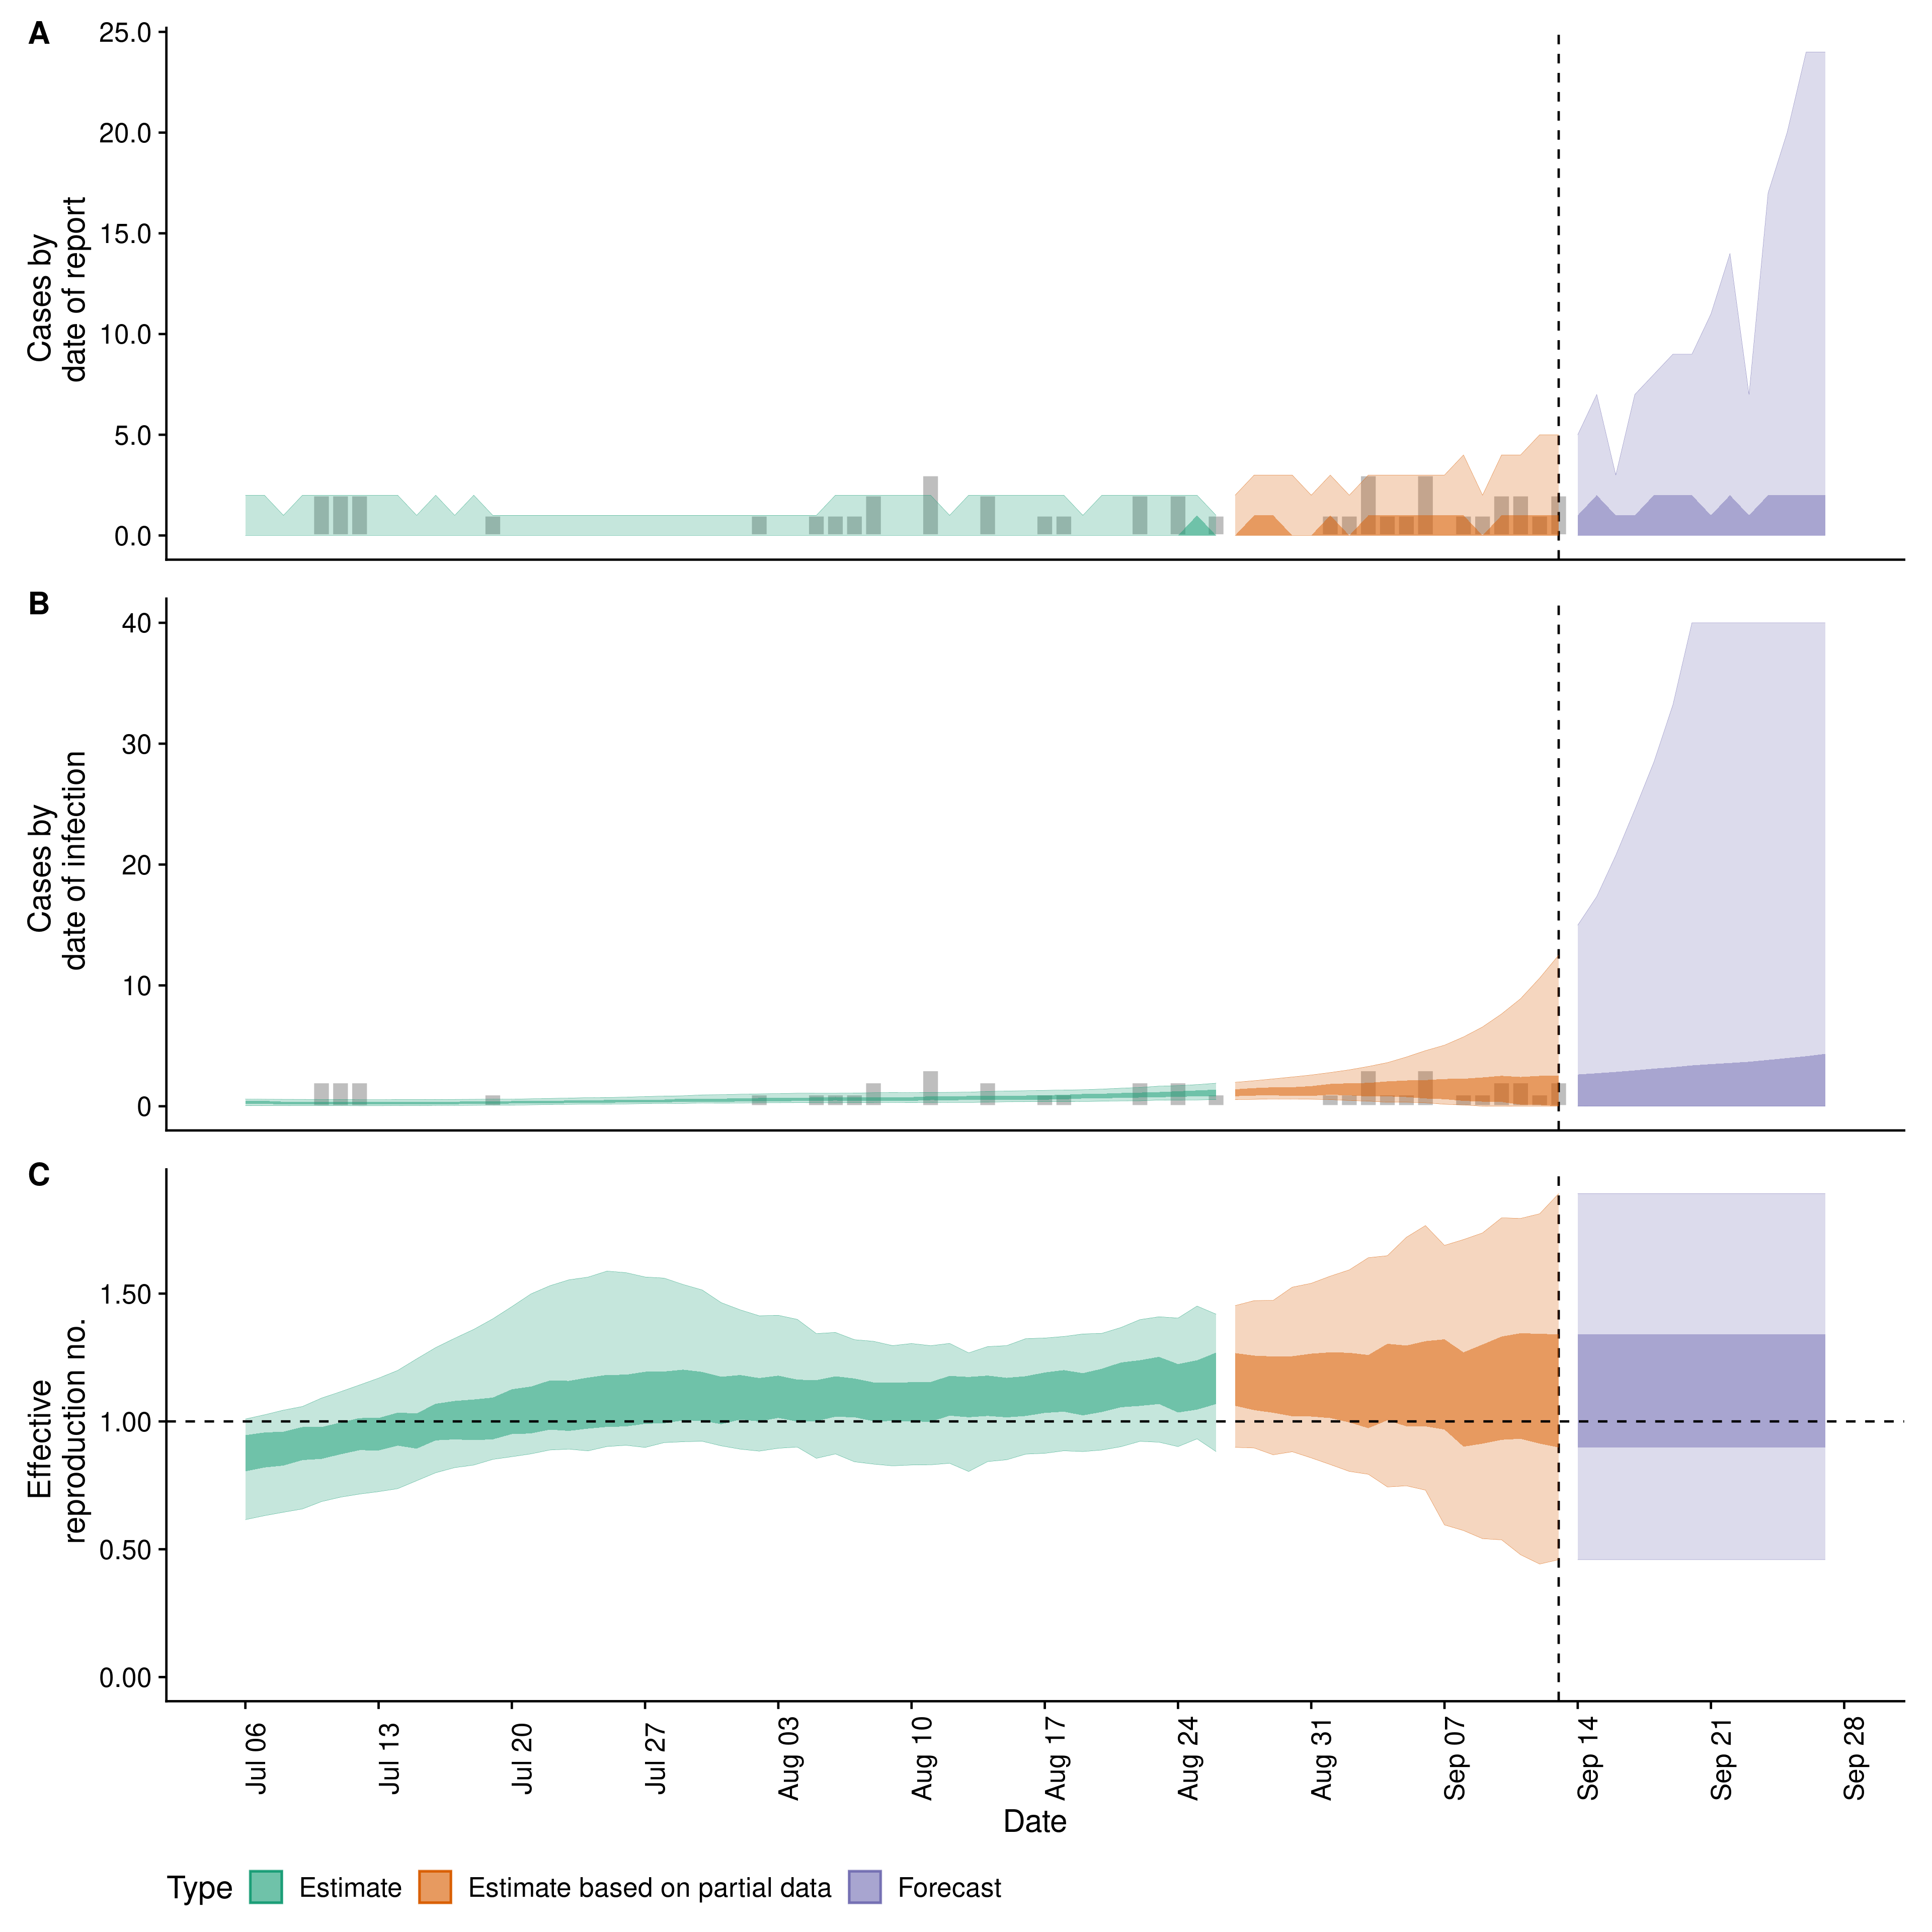 A
Cases by
date of report
25.0
20.0
15.0
10.0
5.0
0.0
B
Cases by
date of infection
40
30
20
10
0
C
Effective
reproduction no.
1.50
1.00
0.50
0.00
Jul 06
Jul 13
Jul 20
Jul 27
Aug 03
Aug 10
Aug 17
Aug 24
Aug 31
Sep 07
Sep 14
Sep 21
Sep 28
Date
Type Estimate Estimate based on partial data Forecast